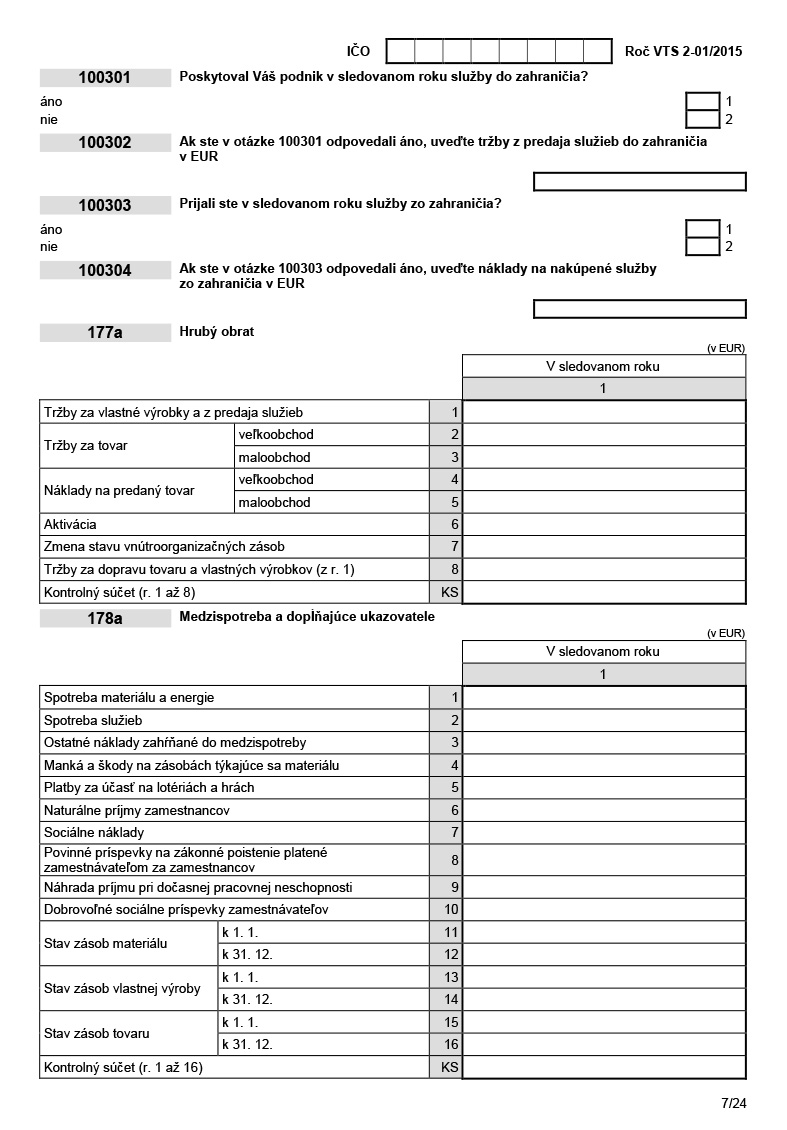 IČO Roč VTS 2-01/2015
100301 Poskytoval Váš podnik v sledovanom roku služby do zahraničia?
áno 1
nie 2
100302 Ak ste v otázke 100301 odpovedali áno, uveďte tržby z predaja služieb do zahraničia
v EUR
100303 Prijali ste v sledovanom roku služby zo zahraničia?
áno 1
nie 2
100304 Ak ste v otázke 100303 odpovedali áno, uveďte náklady na nakúpené služby
zo zahraničia v EUR
177a Hrubý obrat
(v EUR)
V sledovanom roku
1
Tržby za vlastné výrobky a z predaja služieb 1
Tržby za tovar
veľkoobchod 2
maloobchod 3
Náklady na predaný tovar
veľkoobchod 4
maloobchod 5
Aktivácia 6
Zmena stavu vnútroorganizačných zásob 7
Tržby za dopravu tovaru a vlastných výrobkov (z r. 1) 8
Kontrolný súčet (r. 1 až 8) KS
178a Medzispotreba a dopĺňajúce ukazovatele
(v EUR)
V sledovanom roku
1
Spotreba materiálu a energie 1
Spotreba služieb 2
Ostatné náklady zahŕňané do medzispotreby 3
Manká a škody na zásobách týkajúce sa materiálu 4
Platby za účasť na lotériách a hrách 5
Naturálne príjmy zamestnancov 6
Sociálne náklady 7
Povinné príspevky na zákonné poistenie platené
zamestnávateľom za zamestnancov 8
Náhrada príjmu pri dočasnej pracovnej neschopnosti 9
Dobrovoľné sociálne príspevky zamestnávateľov 10
Stav zásob materiálu
k 1. 1. 11
k 31. 12. 12
Stav zásob vlastnej výroby
k 1. 1. 13
k 31. 12. 14
Stav zásob tovaru
k 1. 1. 15
k 31. 12. 16
Kontrolný súčet (r. 1 až 16) KS
7/24